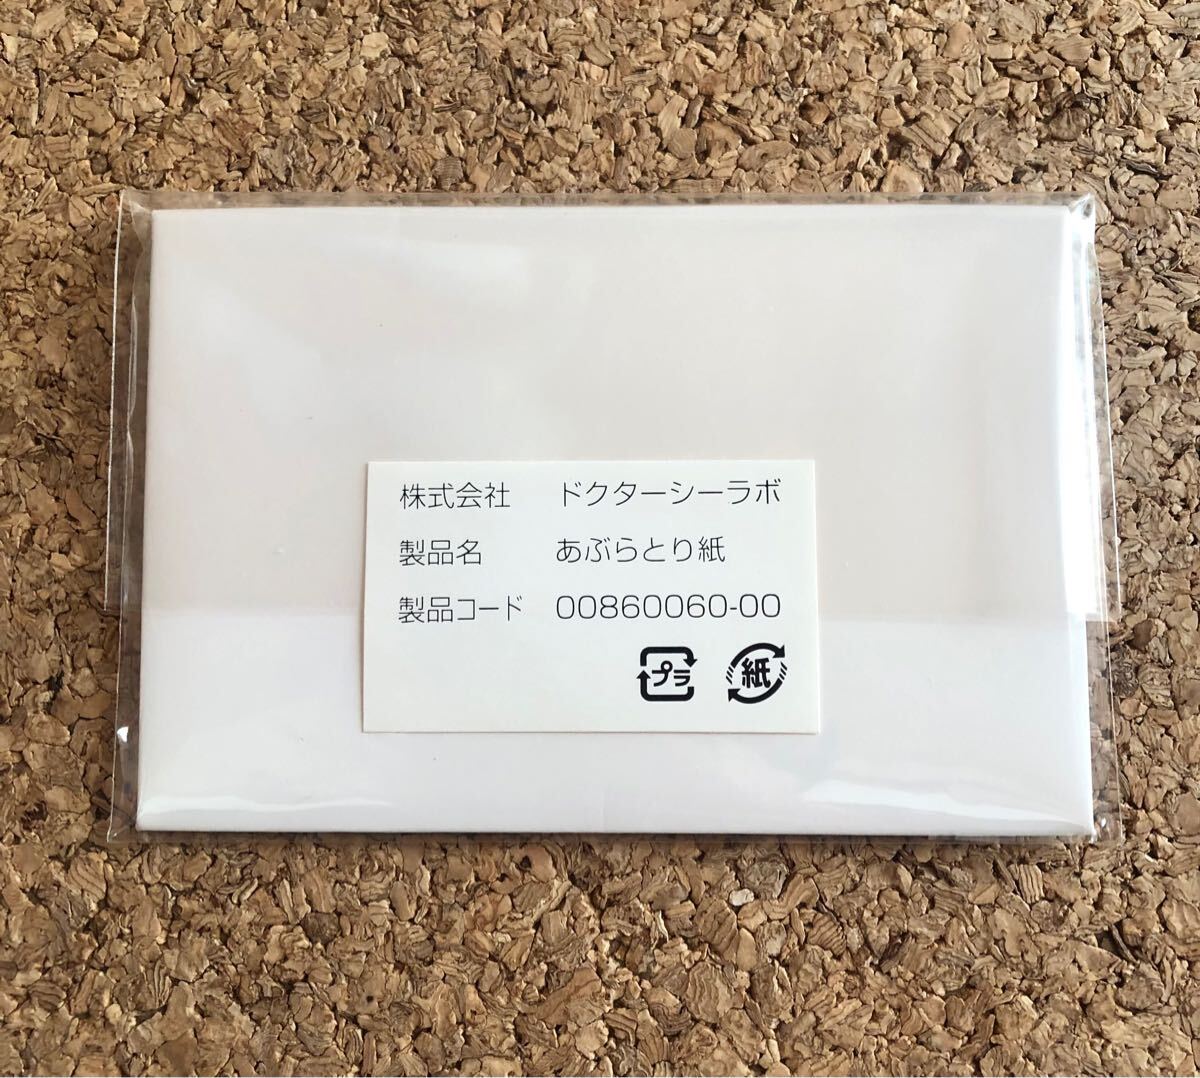 株式会社 ドクターシーラボ
製品名 あぶらとり紙
製品コード 00860060-00
プラ 紙